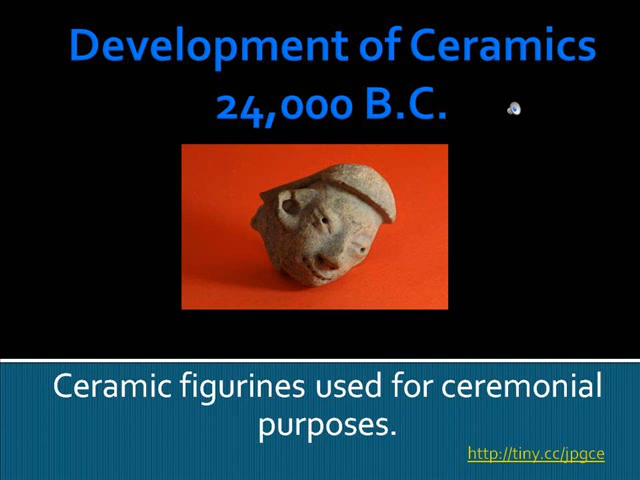 Development of Ceramics
24,000 B.C.
Ceramic figurines used for ceremonial
purposes.
http://tiny.cc/jpgce